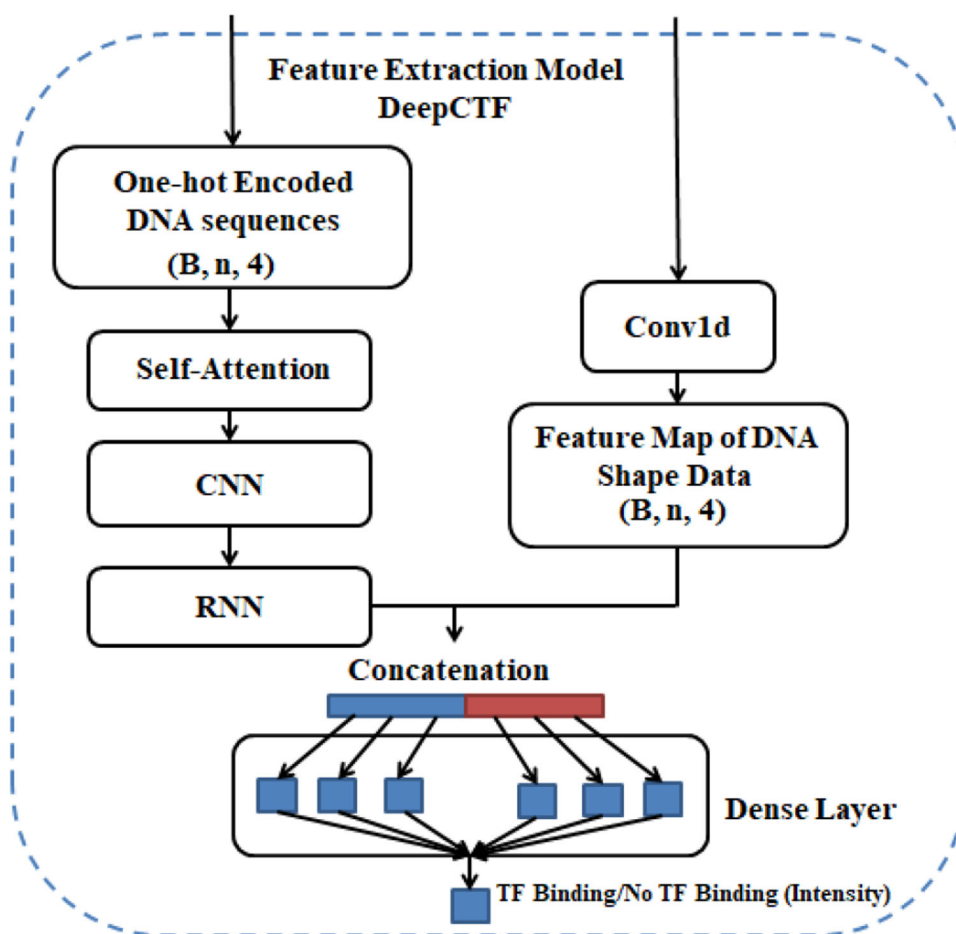 Feature Extraction Model
DeepCTF
One-hot Encoded
DNA sequences
(B, n, 4)
Self-Attention
CNN
RNN
Conv1d
Feature Map of DNA
Shape Data
(B, n, 4)
Concatenation
Dense Layer
TF Binding/No TF Binding (Intensity)